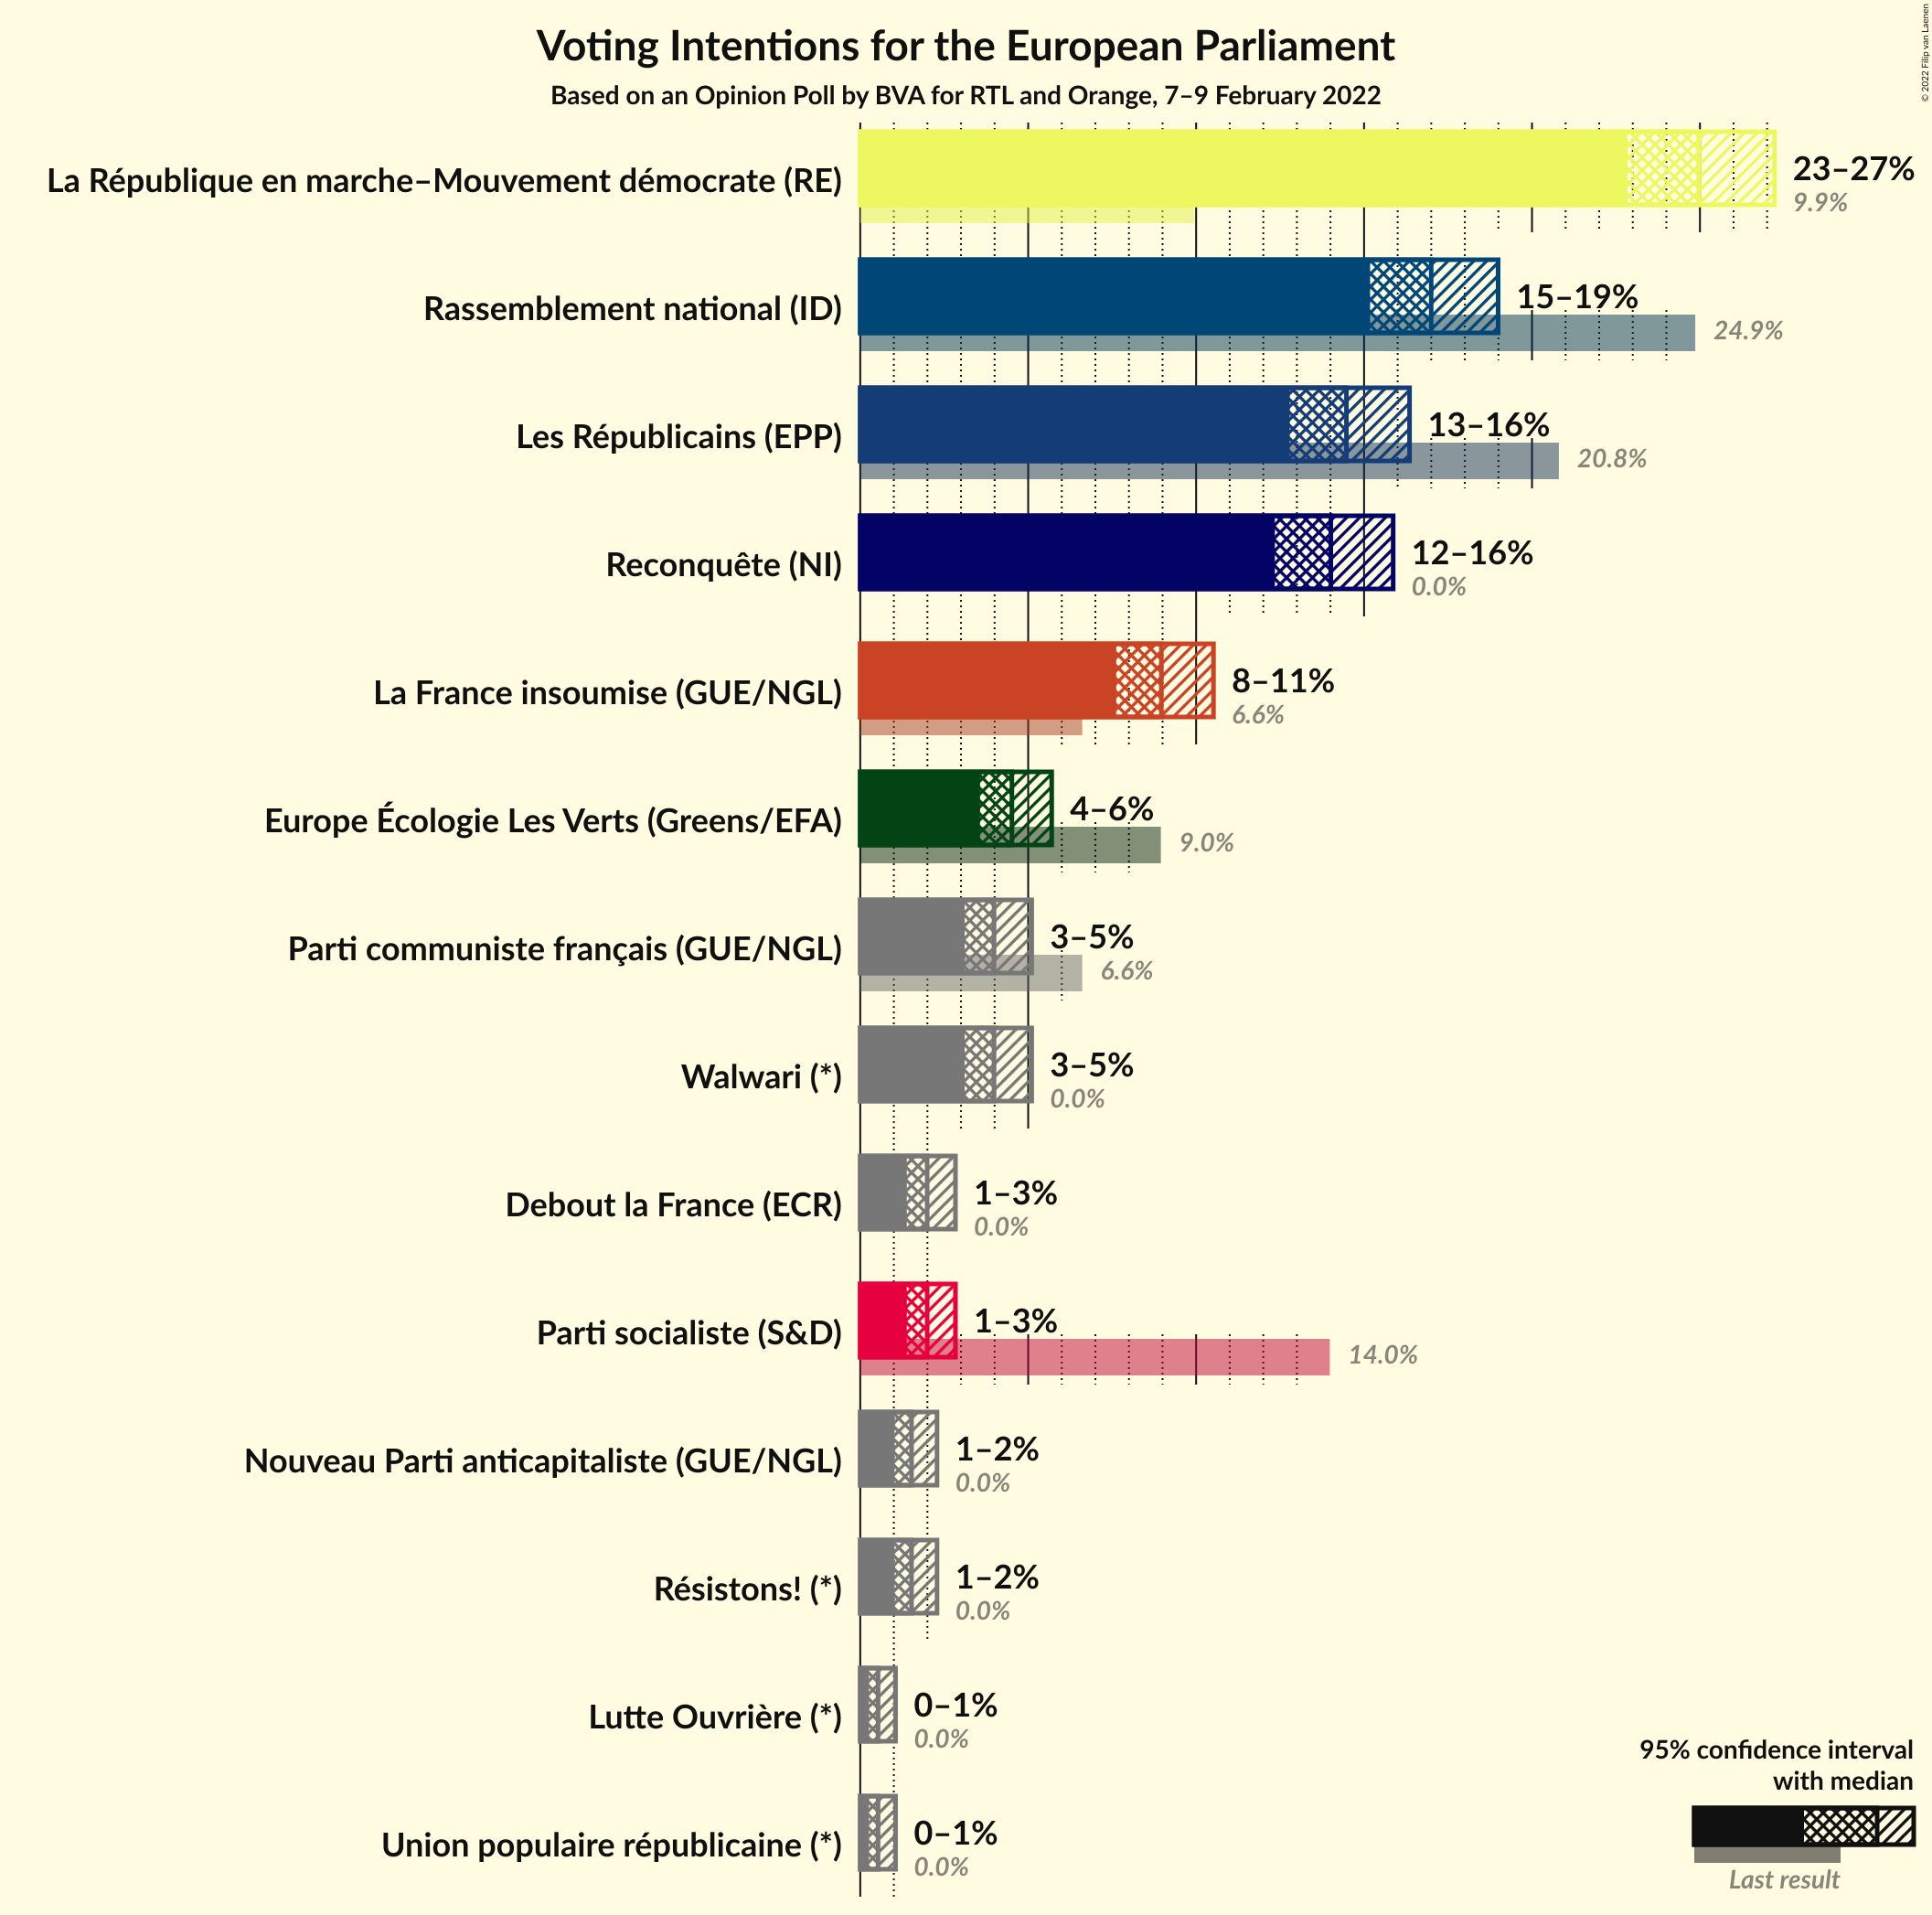 Voting Intentions for the European Parliament
Based on an Opinion Poll by BVA for RTL and Orange, 7–9 February 2022
© 2022 Filip van Laenen
La République en marche–Mouvement démocrate (RE)
23–27%
9.9%
Rassemblement national (ID)
15–19%
24.9%
Les Républicains (EPP)
13–16%
20.8%
Reconquête (NI)
12–16%
0.0%
La France insoumise (GUE/NGL)
8–11%
6.6%
Europe Écologie Les Verts (Greens/EFA)
4–6%
9.0%
Parti communiste français (GUE/NGL)
3–5%
6.6%
Walwari (*)
3–5%
0.0%
Debout la France (ECR)
1–3%
0.0%
Parti socialiste (S&D)
1–3%
14.0%
Nouveau Parti anticapitaliste (GUE/NGL)
1–2%
0.0%
Résistons! (*)
1–2%
0.0%
Lutte Ouvrière (*)
0–1%
0.0%
Union populaire républicaine (*)
0–1%
0.0%
95% confidence interval
with median
Last result